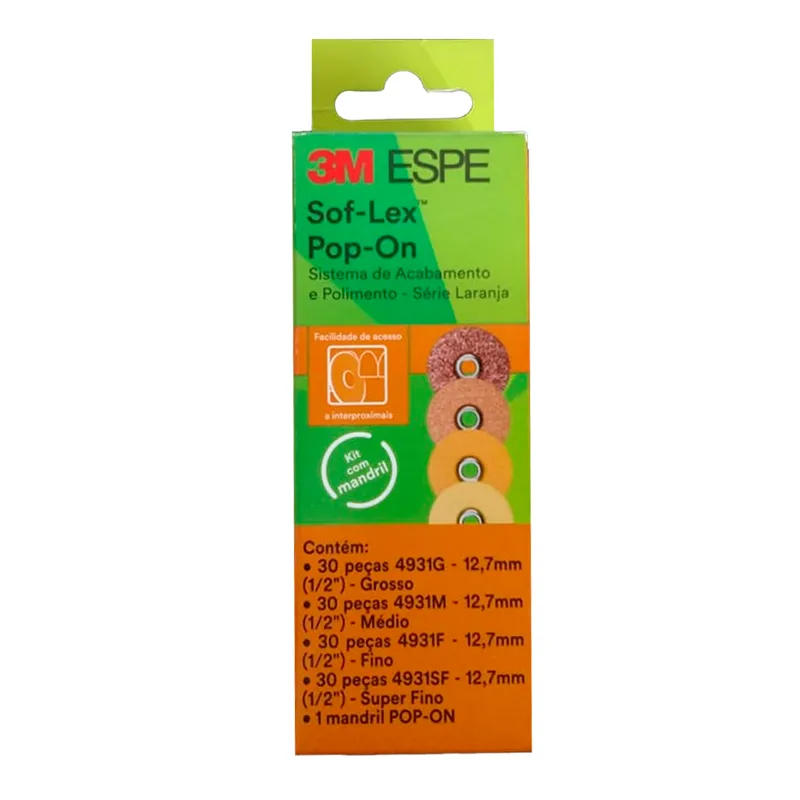 3M ESPE
Sof-Lex™
Pop-On
Sistema de Acabamento
e Polimento - Série Laranja
Facilidade de acesso
a interproximais
Kit
com
mandril
Contém:
• 30 peças 4931G - 12,7mm
(1/2") - Grosso
• 30 peças 4931M - 12,7mm
(1/2") - Médio
• 30 peças 4931F - 12,7mm
(1/2") - Fino
• 30 peças 4931SF - 12,7mm
(1/2") - Super Fino
• 1 mandril POP-ON